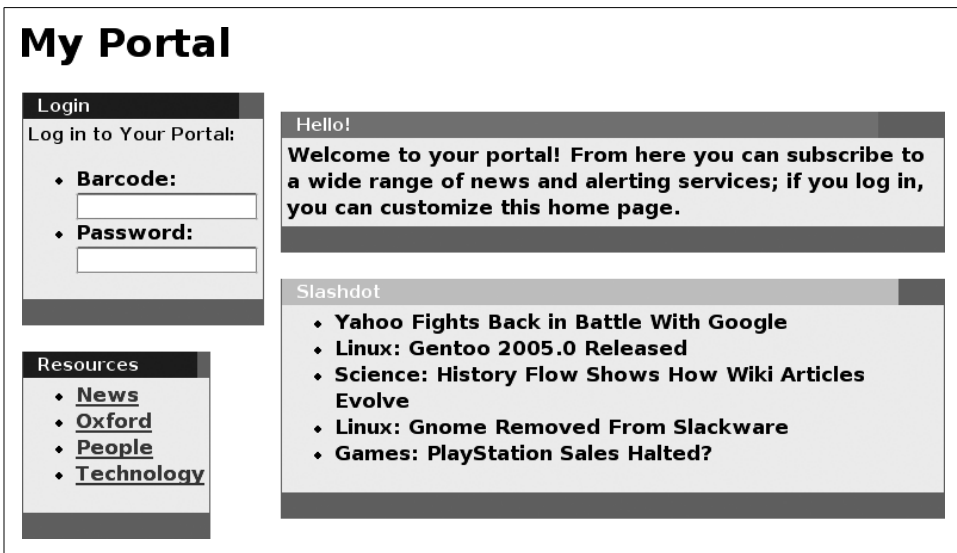 My Portal
Login
Log in to Your Portal:
Barcode:
Password:
Resources
News
Oxford
People
Technology
Hello!
Welcome to your portal! From here you can subscribe to
a wide range of news and alerting services; if you log in,
you can customize this home page.
Slashdot
Yahoo Fights Back in Battle With Google
Linux: Gentoo 2005.0 Released
Science: History Flow Shows How Wiki Articles
Evolve
Linux: Gnome Removed From Slackware
Games: PlayStation Sales Halted?